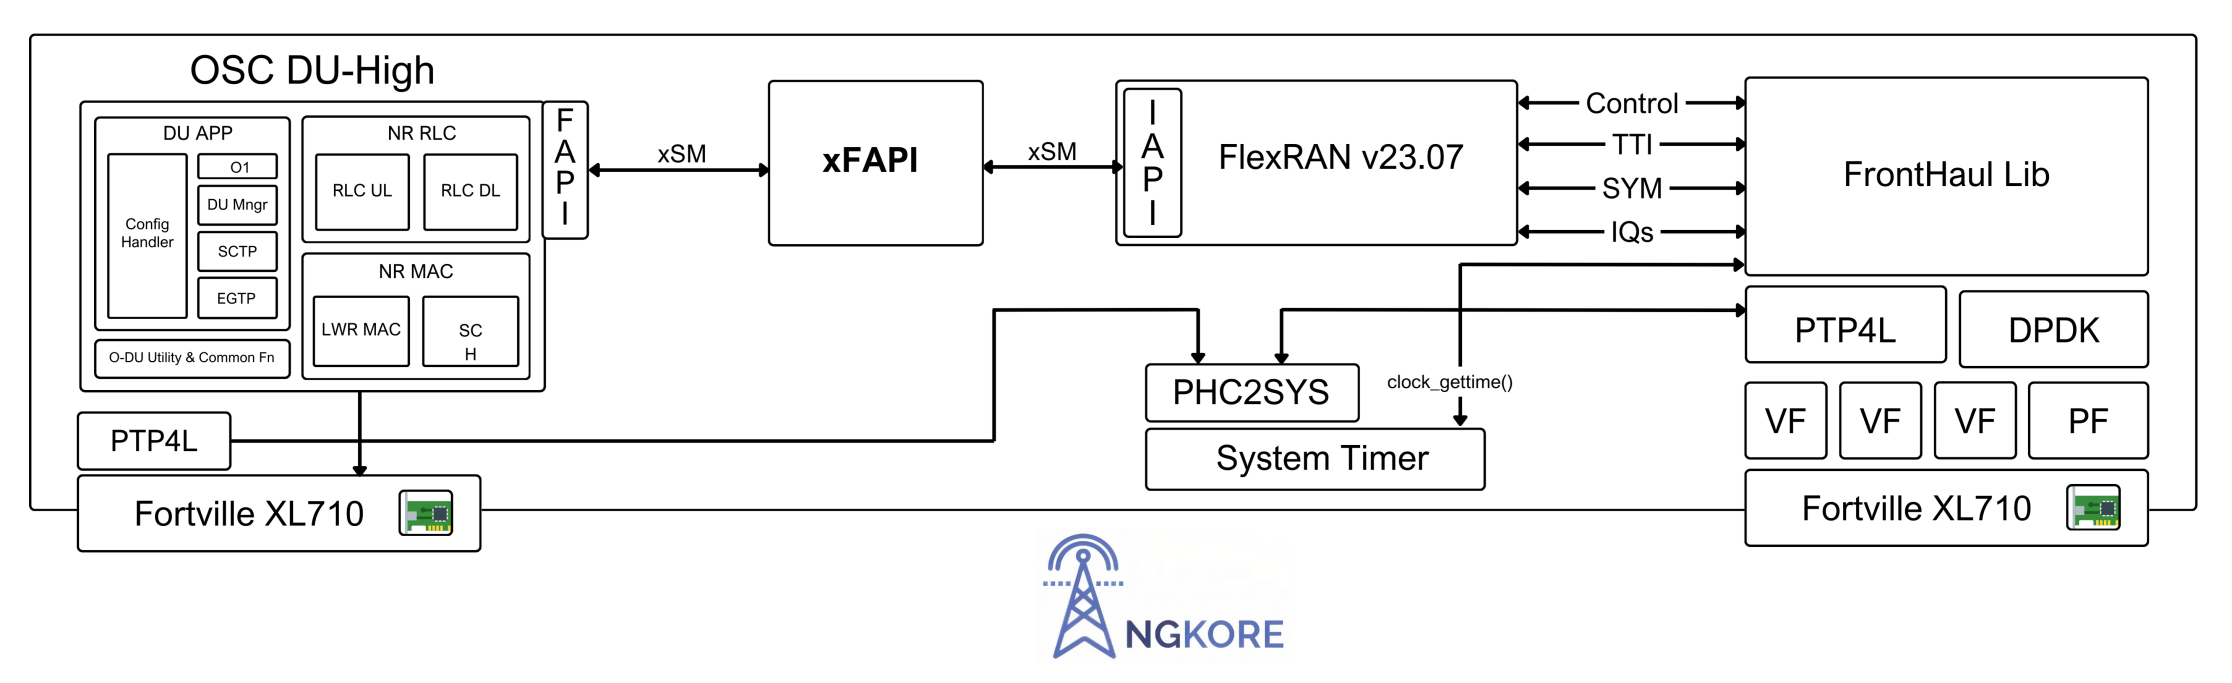 OSC DU-High
DU APP
Config
Handler
O1
DU Mngr
SCTP
EGTP
O-DU Utility & Common Fn
NR RLC
RLC UL
RLC DL
NR MAC
LWR MAC
SC
H
F
A
P
I
xSM
xFAPI
xSM
I
A
P
I
FlexRAN v23.07
Control
TTI
SYM
IQs
FrontHaul Lib
PTP4L
DPDK
PHC2SYS
clock_gettime()
System Timer
VF
VF
VF
PF
PTP4L
Fortville XL710
Fortville XL710
NGKORE